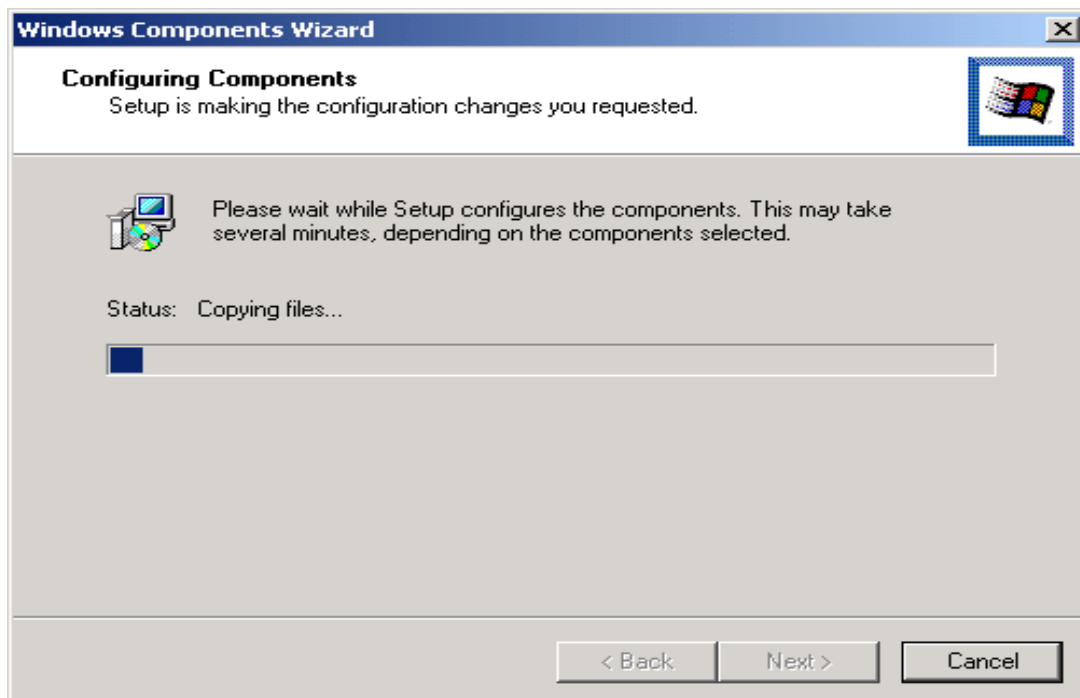 Windows Components Wizard
Configuring Components
Setup is making the configuration changes you requested.
Please wait while Setup configures the components. This may take
several minutes, depending on the components selected.
Status: Copying files...
< Back
Next >
Cancel